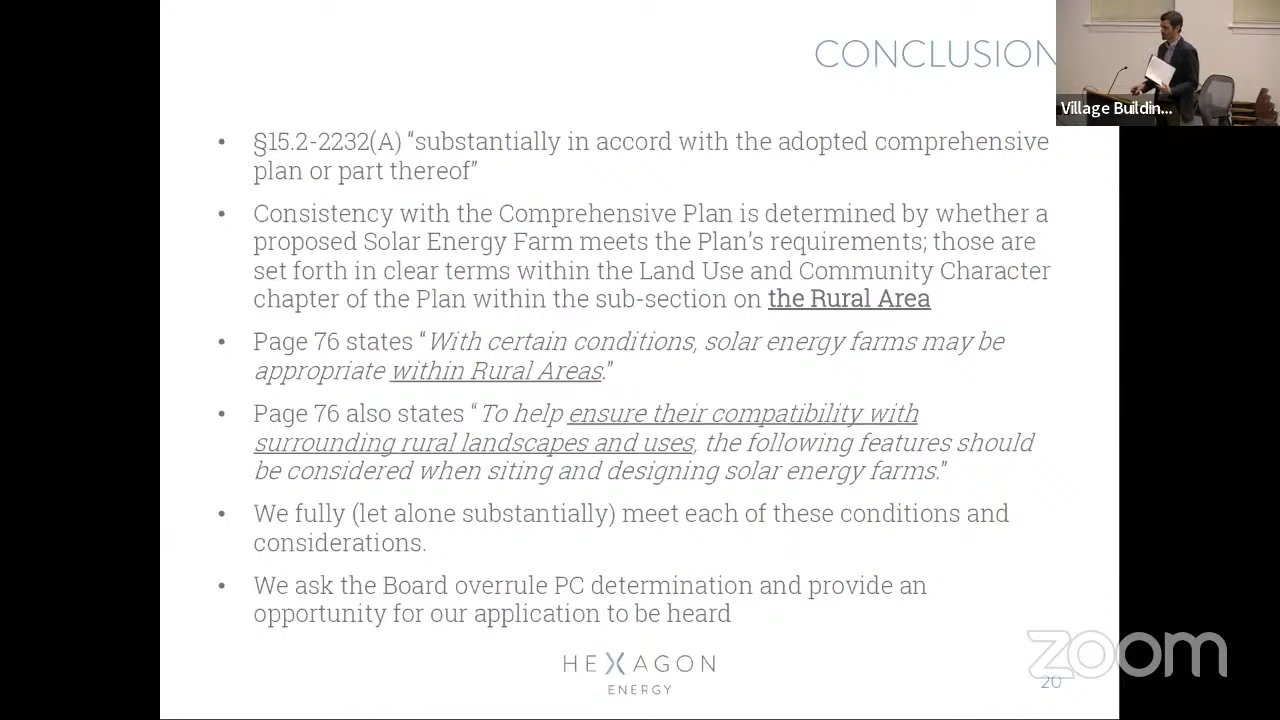 CONCLUSION
Village Buildin...
• §15.2-2232(A) “substantially in accord with the adopted comprehensive
plan or part thereof”
• Consistency with the Comprehensive Plan is determined by whether a
proposed Solar Energy Farm meets the Plan’s requirements; those are
set forth in clear terms within the Land Use and Community Character
chapter of the Plan within the sub-section on the Rural Area
• Page 76 states “With certain conditions, solar energy farms may be
appropriate within Rural Areas.”
• Page 76 also states “To help ensure their compatibility with
surrounding rural landscapes and uses, the following features should
be considered when siting and designing solar energy farms.”
• We fully (let alone substantially) meet each of these conditions and
considerations.
• We ask the Board overrule PC determination and provide an
opportunity for our application to be heard
HEXAGON
ENERGY
zoom
20